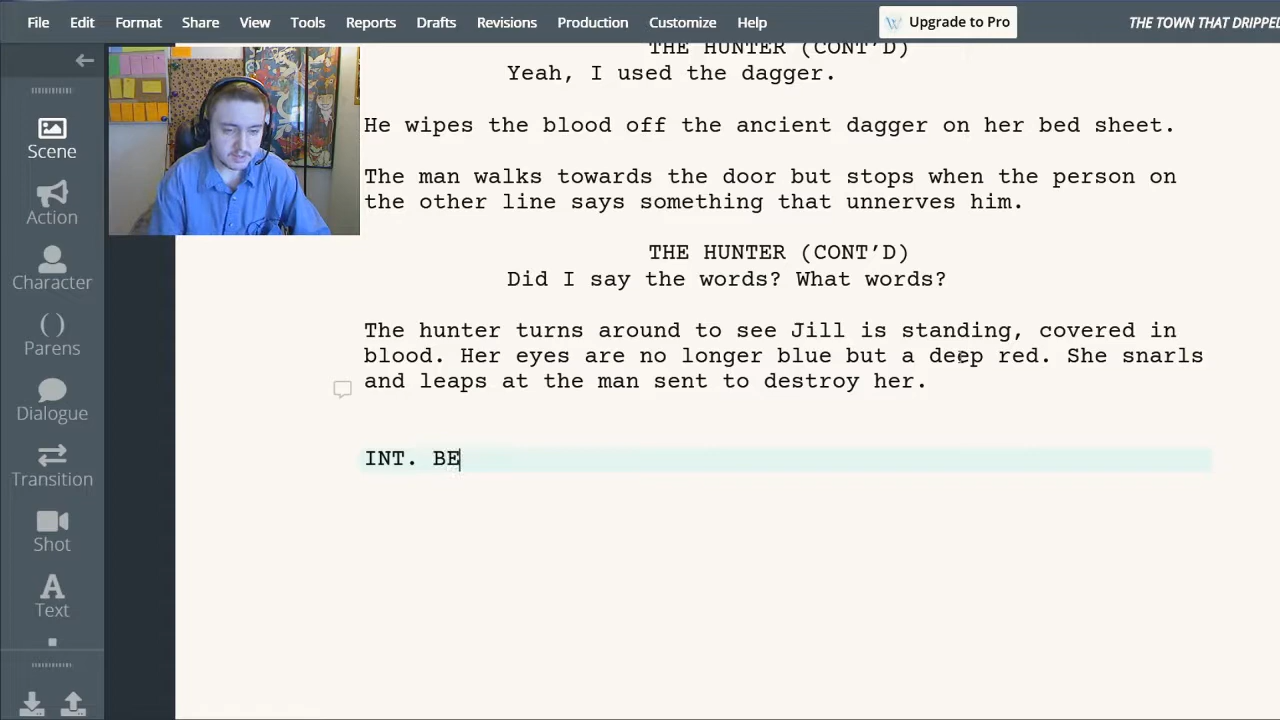 File Edit Format Share View Tools Reports Drafts Revisions Production Customize Help Upgrade to Pro THE TOWN THAT DRIPPED
THE HUNTER (CONT'D)
Yeah, I used the dagger.
He wipes the blood off the ancient dagger on her bed sheet.
The man walks towards the door but stops when the person on
the other line says something that unnerves him.
THE HUNTER (CONT'D)
Did I say the words? What words?
The hunter turns around to see Jill is standing, covered in
blood. Her eyes are no longer blue but a deep red. She snarls
and leaps at the man sent to destroy her.
INT. BE
Scene
Action
Character
Parens
Dialogue
Transition
Shot
Text